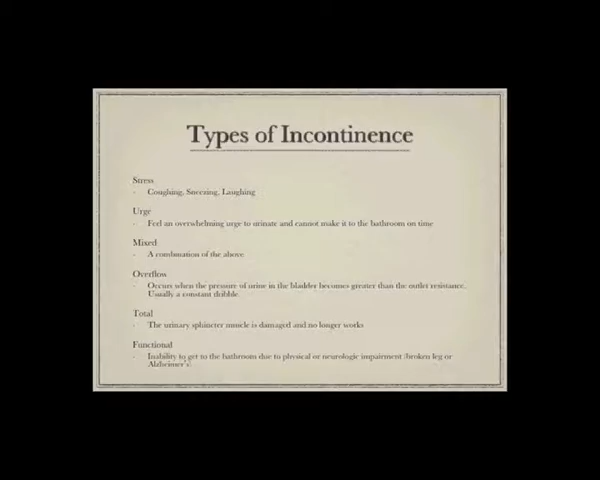 Types of Incontinence
Stress
- Coughing, Sneezing, Laughing
Urge
- Feel an overwhelming urge to urinate and cannot make it to the bathroom on time
Mixed
- A combination of the above
Overflow
- Occurs when the pressure of urine in the bladder becomes greater than the outlet resistance.
Usually a constant dribble.
Total
- The urinary sphincter muscle is damaged and no longer works
Functional
- Inability to get to the bathroom due to physical or neurologic impairment (broken leg or
Alzheimer's)